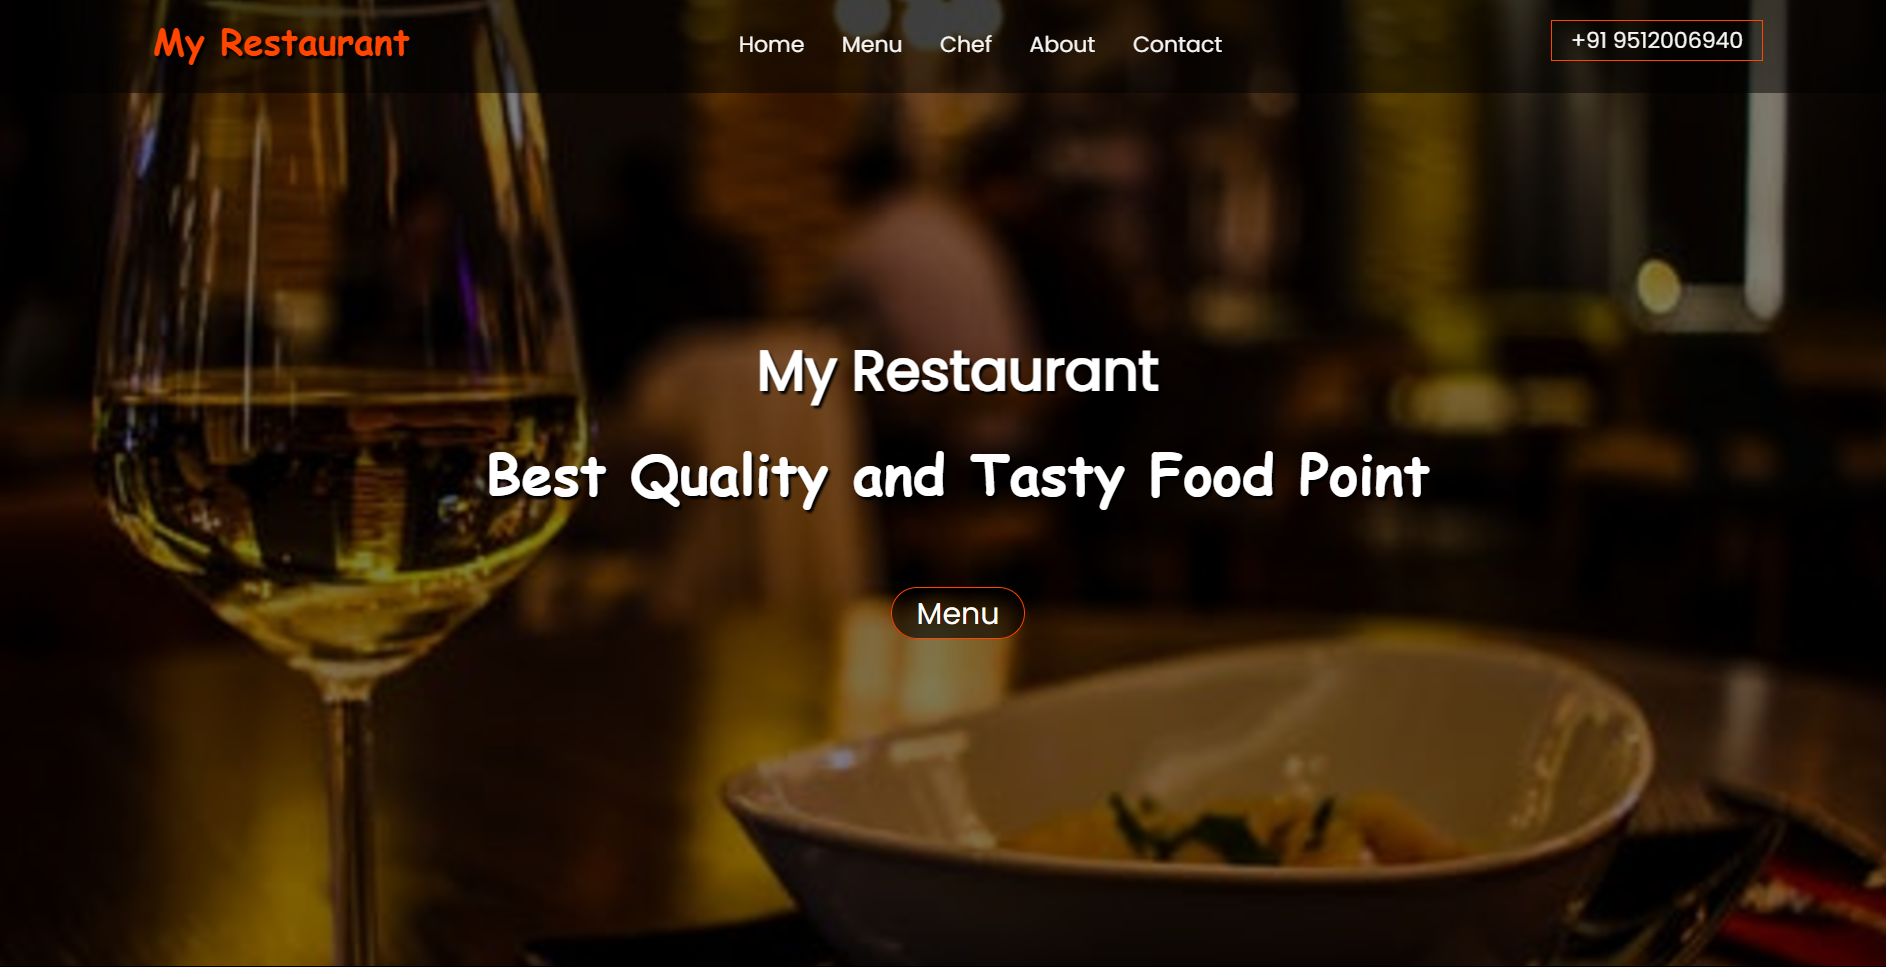 My Restaurant
Home Menu Chef About Contact
+91 9512006940
My Restaurant
Best Quality and Tasty Food Point
Menu